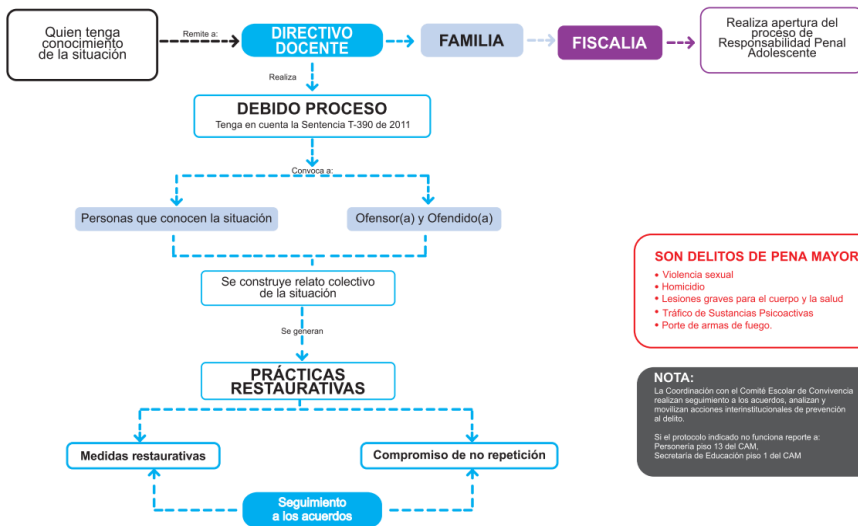 Quien tenga
conocimiento
de la situación
Remite a:
DIRECTIVO
DOCENTE
FAMILIA
FISCALIA
Realiza apertura del
proceso de
Responsabilidad Penal
Adolescente
Realiza
DEBIDO PROCESO
Tenga en cuenta la Sentencia T-390 de 2011
Convoca a:
Personas que conocen la situación
Ofensor(a) y Ofendido(a)
Se construye relato colectivo
de la situación
Se generan
PRÁCTICAS
RESTAURATIVAS
Medidas restaurativas
Compromiso de no repetición
Seguimiento
a los acuerdos
SON DELITOS DE PENA MAYOR
• Violencia sexual
• Homicidio
• Lesiones graves para el cuerpo y la salud
• Tráfico de Sustancias Psicoactivas
• Porte de armas de fuego.
NOTA:
La Coordinación con el Comité Escolar de Convivencia
realizan seguimiento a los acuerdos, analizan y
movilizan acciones interinstitucionales de prevención
al delito.
Si el protocolo indicado no funciona reporte a:
Personería piso 13 del CAM,
Secretaría de Educación piso 1 del CAM